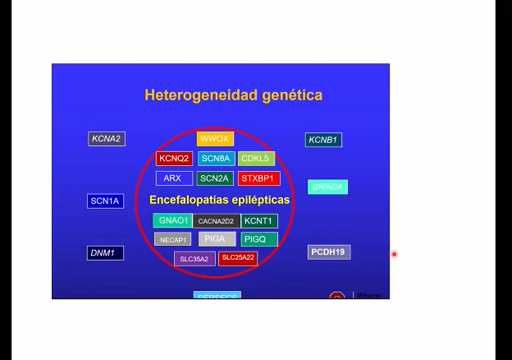 Heterogeneidad genética
KCNA2
WWOX
KCNB1
KCNQ2 SCN8A CDKL5
ARX SCN2A STXBP1
GRIN2A
SCN1A
Encefalopatías epilépticas
GNAO1 CACNA2D2 KCNT1
NECAP1 PIGA PIGQ
DNM1
PCDH19
SLC35A2 SLC25A22